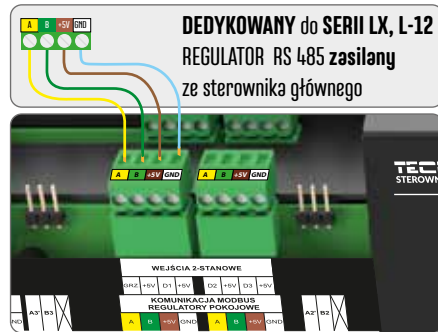 A B +5V GND
DEDYKOWANY do SERII LX, L-12
REGULATOR RS 485 zasilany
ze sterownika głównego
A B +5V GND A B +5V GND
STEROWN
WEJŚCIA 2-STANOWE
GRZ. +5V D1 +5V D2 +5V D3 +5V
KOMUNIKACJA MODBUS
REGULATORY POKOJOWE
ND A3' B3 A B +5V GND A B +5V GND A2' B2